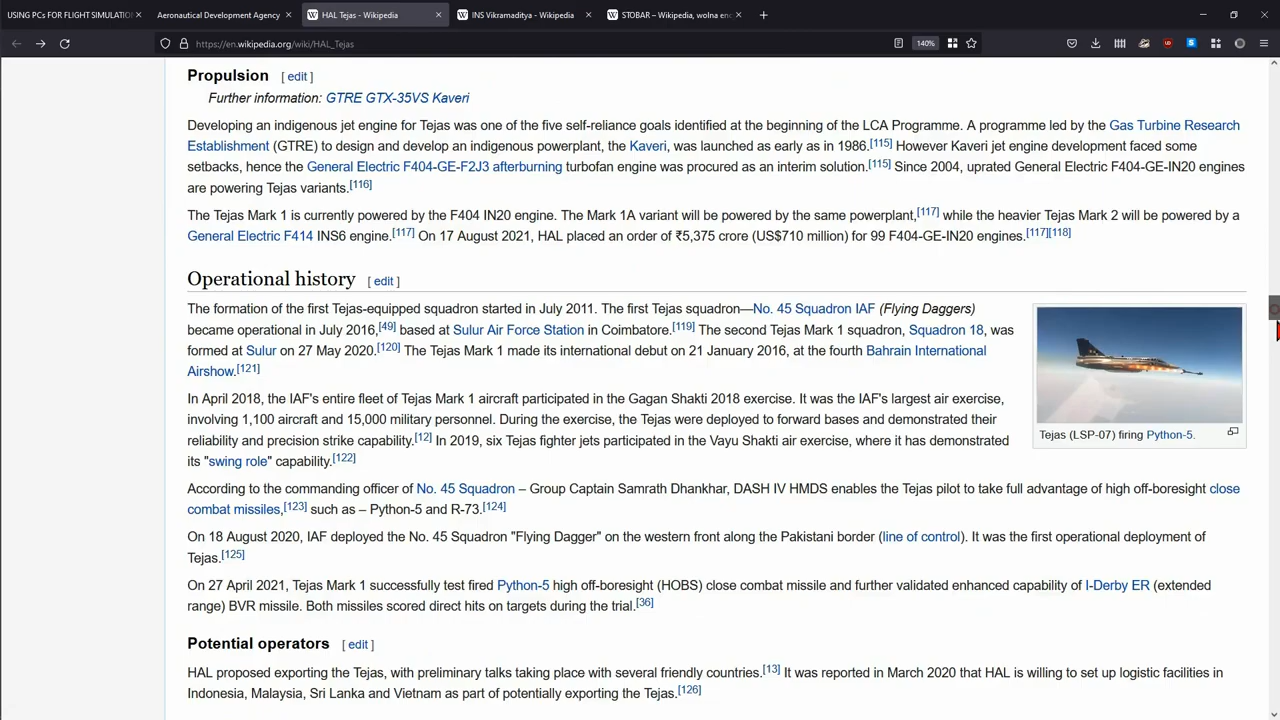 USING PCs FOR FLIGHT SIMULATIO
Aeronautical Development Agency
HAL Tejas - Wikipedia
INS Vikramaditya - Wikipedia
STOBAR – Wikipedia, wolna en
https://en.wikipedia.org/wiki/HAL_Tejas
140%
Propulsion [ edit ]
Further information: GTRE GTX-35VS Kaveri
Developing an indigenous jet engine for Tejas was one of the five self-reliance goals identified at the beginning of the LCA Programme. A programme led by the Gas Turbine Research
Establishment (GTRE) to design and develop an indigenous powerplant, the Kaveri, was launched as early as in 1986.[115] However Kaveri jet engine development faced some
setbacks, hence the General Electric F404-GE-F2J3 afterburning turbofan engine was procured as an interim solution.[115] Since 2004, uprated General Electric F404-GE-IN20 engines
are powering Tejas variants.[116]
The Tejas Mark 1 is currently powered by the F404 IN20 engine. The Mark 1A variant will be powered by the same powerplant,[117] while the heavier Tejas Mark 2 will be powered by a
General Electric F414 INS6 engine.[117] On 17 August 2021, HAL placed an order of ₹5,375 crore (US$710 million) for 99 F404-GE-IN20 engines.[117][118]
Operational history [ edit ]
The formation of the first Tejas-equipped squadron started in July 2011. The first Tejas squadron—No. 45 Squadron IAF (Flying Daggers)
became operational in July 2016,[49] based at Sulur Air Force Station in Coimbatore.[119] The second Tejas Mark 1 squadron, Squadron 18, was
formed at Sulur on 27 May 2020.[120] The Tejas Mark 1 made its international debut on 21 January 2016, at the fourth Bahrain International
Airshow.[121]
In April 2018, the IAF's entire fleet of Tejas Mark 1 aircraft participated in the Gagan Shakti 2018 exercise. It was the IAF's largest air exercise,
involving 1,100 aircraft and 15,000 military personnel. During the exercise, the Tejas were deployed to forward bases and demonstrated their
reliability and precision strike capability.[12] In 2019, six Tejas fighter jets participated in the Vayu Shakti air exercise, where it has demonstrated
its "swing role" capability.[122]
Tejas (LSP-07) firing Python-5.
According to the commanding officer of No. 45 Squadron – Group Captain Samrath Dhankhar, DASH IV HMDS enables the Tejas pilot to take full advantage of high off-boresight close
combat missiles,[123] such as – Python-5 and R-73.[124]
On 18 August 2020, IAF deployed the No. 45 Squadron "Flying Dagger" on the western front along the Pakistani border (line of control). It was the first operational deployment of
Tejas.[125]
On 27 April 2021, Tejas Mark 1 successfully test fired Python-5 high off-boresight (HOBS) close combat missile and further validated enhanced capability of I-Derby ER (extended
range) BVR missile. Both missiles scored direct hits on targets during the trial.[36]
Potential operators [ edit ]
HAL proposed exporting the Tejas, with preliminary talks taking place with several friendly countries.[13] It was reported in March 2020 that HAL is willing to set up logistic facilities in
Indonesia, Malaysia, Sri Lanka and Vietnam as part of potentially exporting the Tejas.[126]